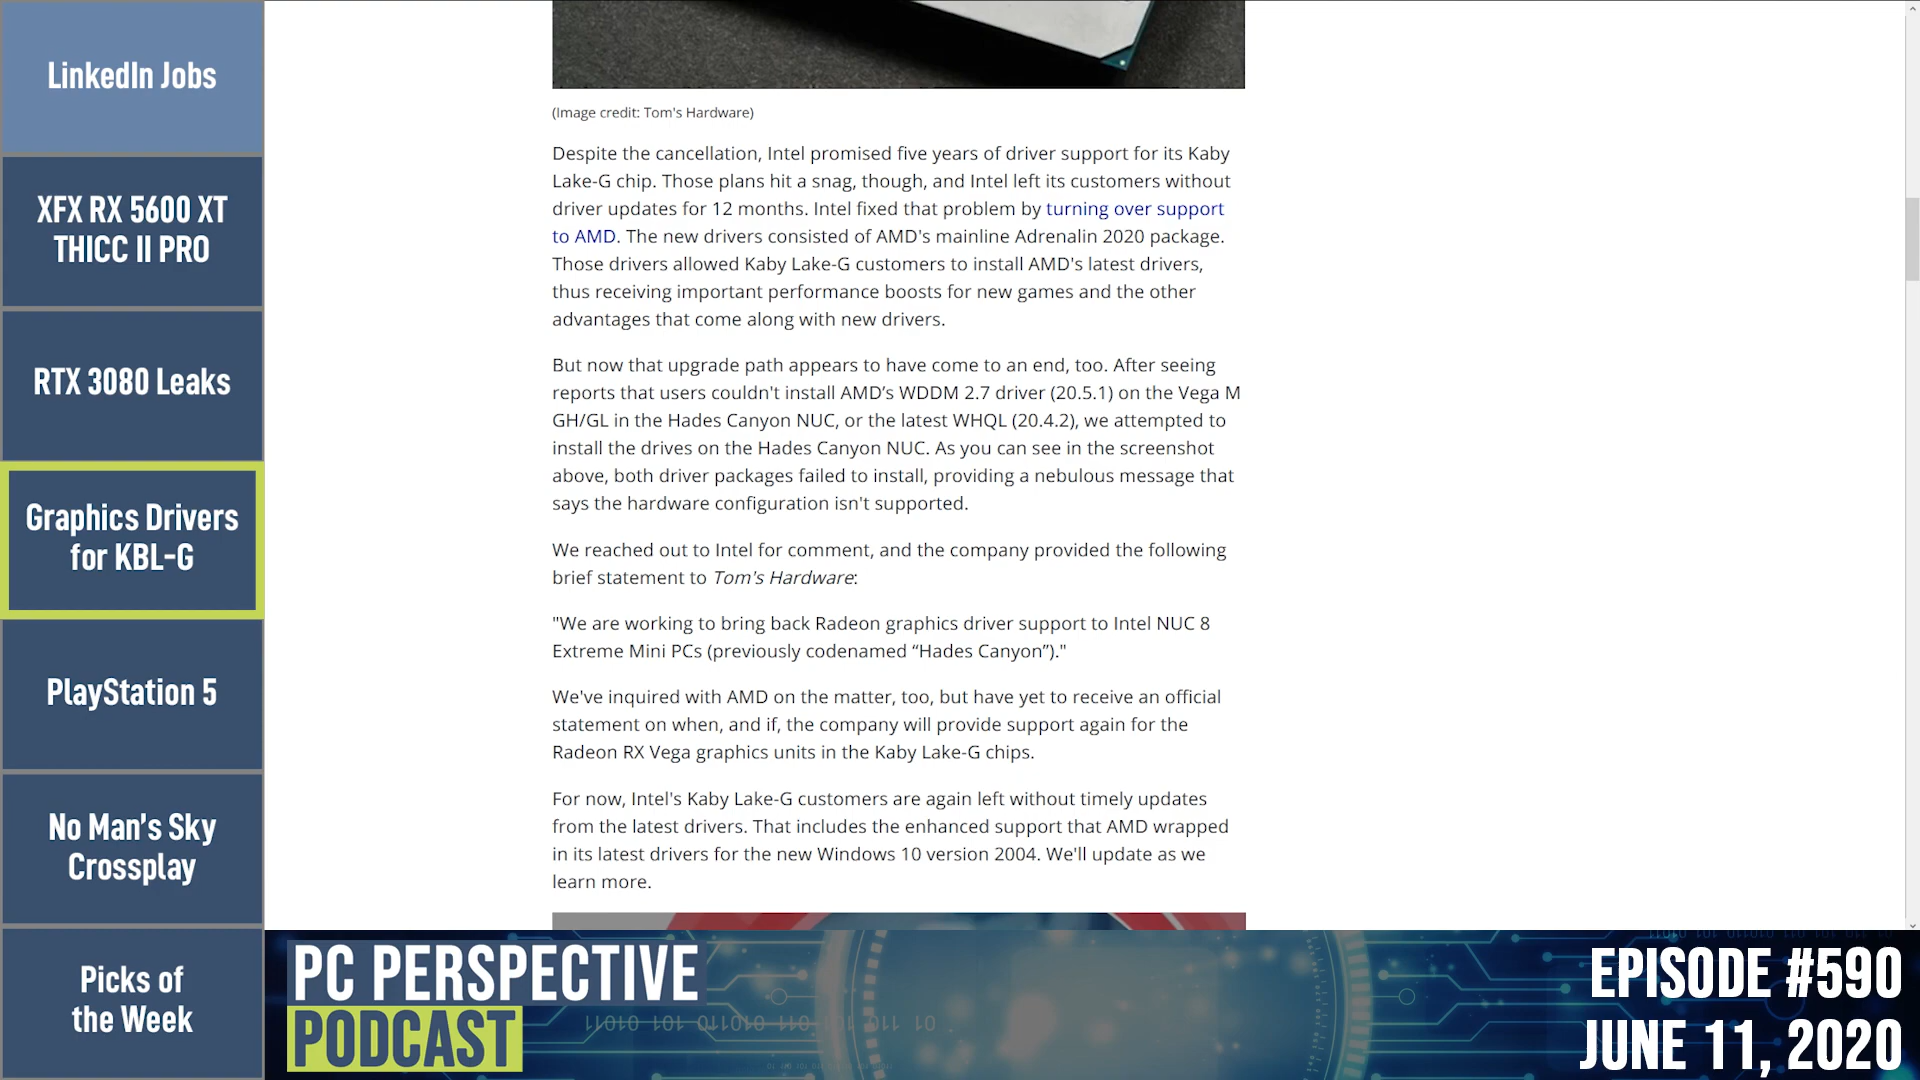 LinkedIn Jobs
XFX RX 5600 XT
THICC II PRO
RTX 3080 Leaks
Graphics Drivers
for KBL-G
PlayStation 5
No Man's Sky
Crossplay
Picks of
the Week
(Image credit: Tom's Hardware)
Despite the cancellation, Intel promised five years of driver support for its Kaby
Lake-G chip. Those plans hit a snag, though, and Intel left its customers without
driver updates for 12 months. Intel fixed that problem by turning over support
to AMD. The new drivers consisted of AMD's mainline Adrenalin 2020 package.
Those drivers allowed Kaby Lake-G customers to install AMD's latest drivers,
thus receiving important performance boosts for new games and the other
advantages that come along with new drivers.
But now that upgrade path appears to have come to an end, too. After seeing
reports that users couldn't install AMD’s WDDM 2.7 driver (20.5.1) on the Vega M
GH/GL in the Hades Canyon NUC, or the latest WHQL (20.4.2), we attempted to
install the drives on the Hades Canyon NUC. As you can see in the screenshot
above, both driver packages failed to install, providing a nebulous message that
says the hardware configuration isn't supported.
We reached out to Intel for comment, and the company provided the following
brief statement to Tom's Hardware:
"We are working to bring back Radeon graphics driver support to Intel NUC 8
Extreme Mini PCs (previously codenamed “Hades Canyon”)."
We've inquired with AMD on the matter, too, but have yet to receive an official
statement on when, and if, the company will provide support again for the
Radeon RX Vega graphics units in the Kaby Lake-G chips.
For now, Intel's Kaby Lake-G customers are again left without timely updates
from the latest drivers. That includes the enhanced support that AMD wrapped
in its latest drivers for the new Windows 10 version 2004. We'll update as we
learn more.
PC PERSPECTIVE
PODCAST
EPISODE #590
JUNE 11, 2020